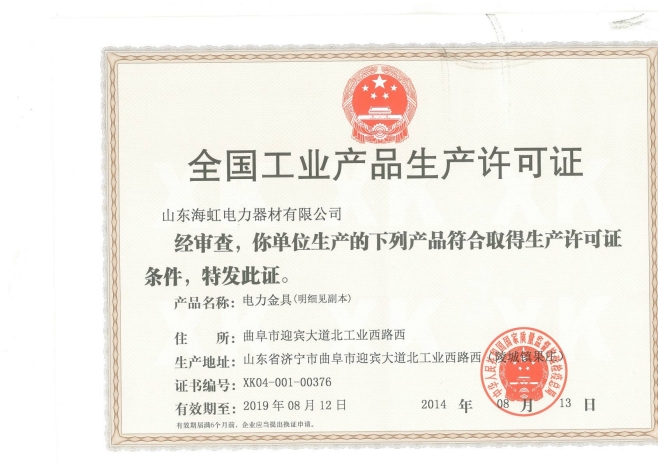 全国工业产品生产许可证
山东海虹电力器材有限公司
经审查，你单位生产的下列产品符合取得生产许可证
条件，特发此证。
产品名称：电力金具(明细见副本)
住 所：曲阜市迎宾大道北工业西路西
生产地址：山东省济宁市曲阜市迎宾大道北工业西路西（陵城镇果庄）
证书编号：XK04-001-00376
有效期至：2019 年 08 月 12 日
2014 年 08 月 13 日
有效期届满6个月前，企业应当提出换证申请。